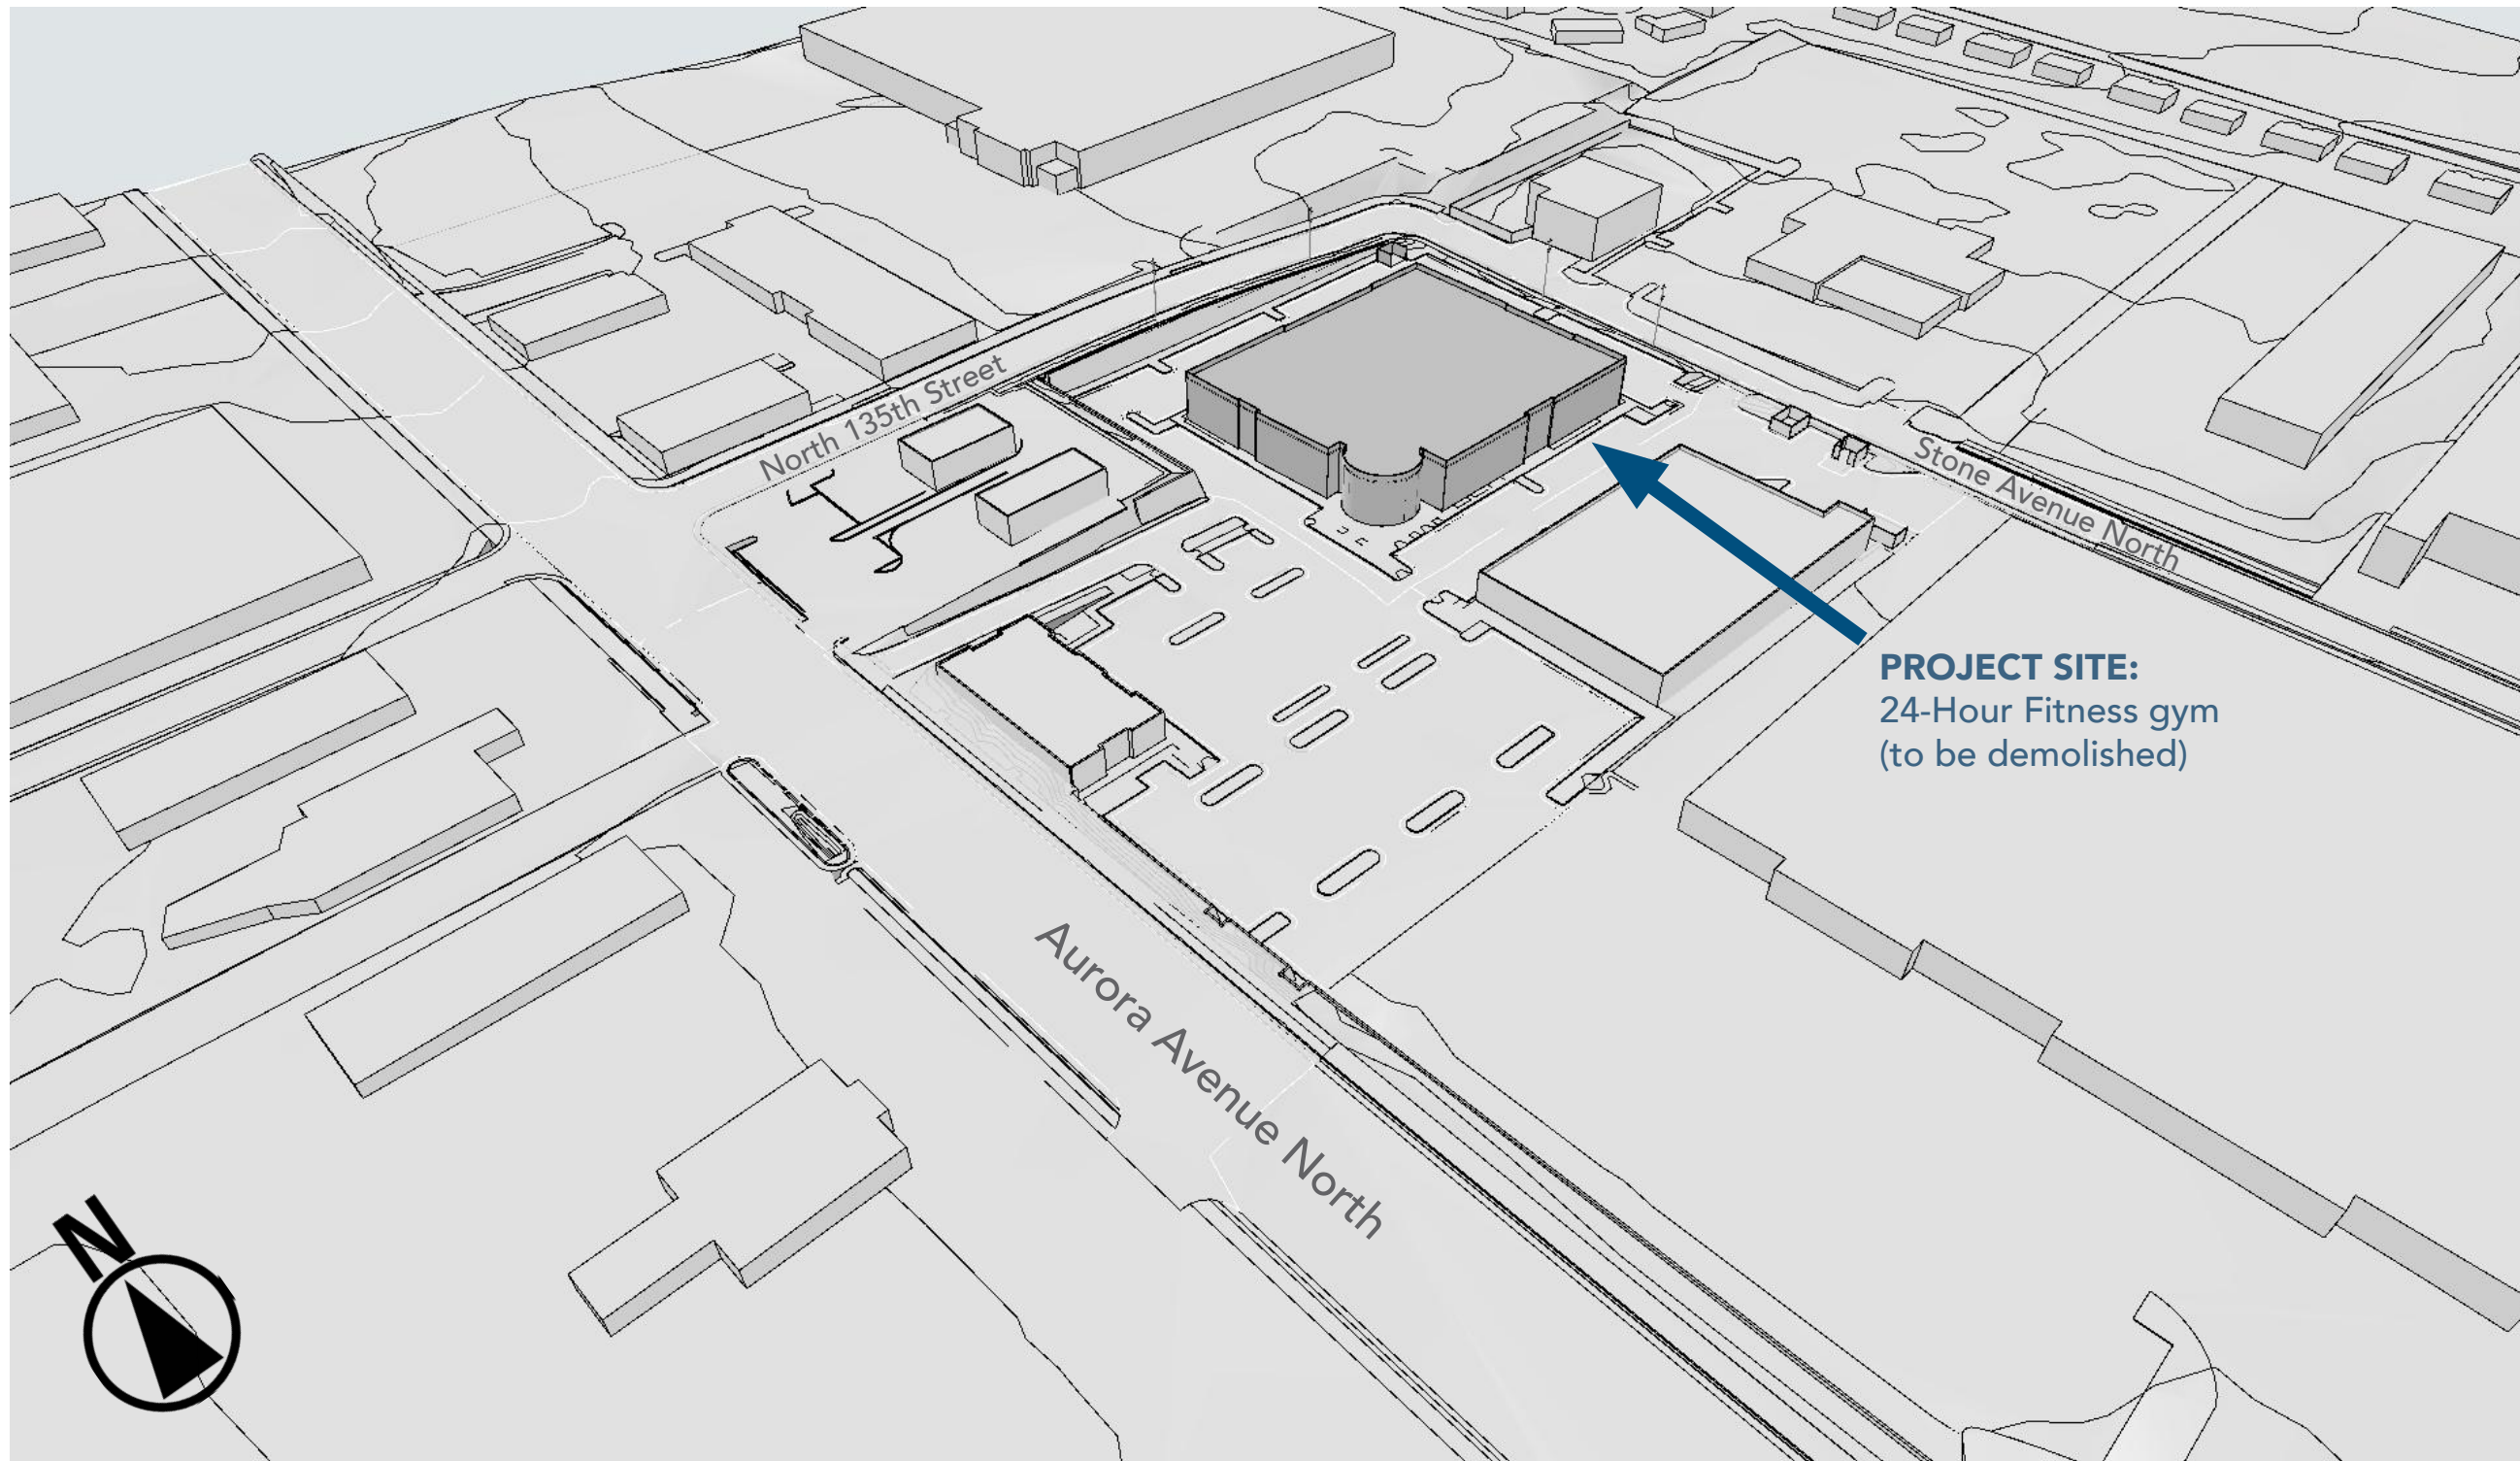 North 135th Street
Stone Avenue North
PROJECT SITE:
24-Hour Fitness gym
(to be demolished)
Aurora Avenue North
N